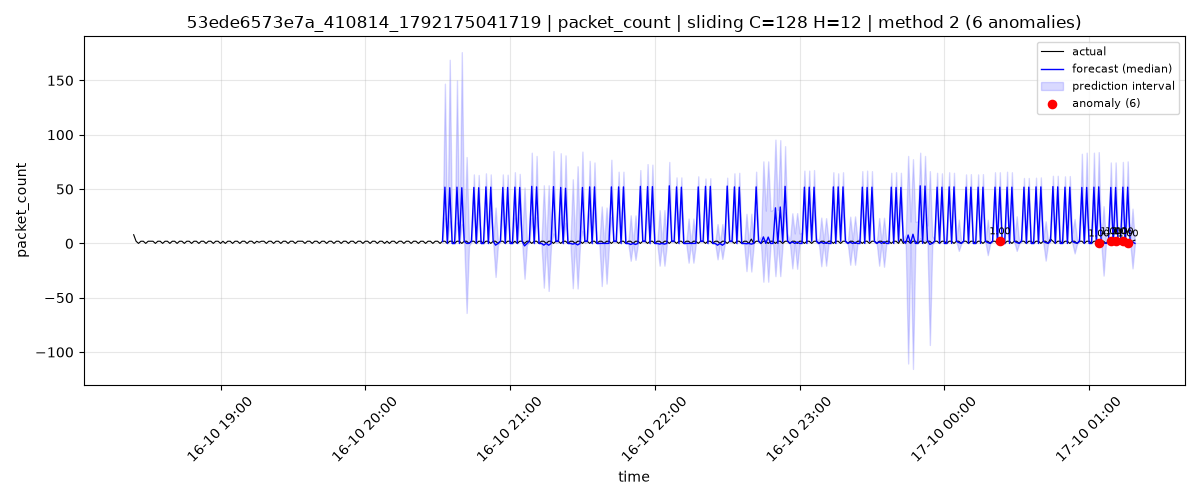 53ede6573e7a_410814_1792175041719 | packet_count | sliding C=128 H=12 | method 2 (6 anomalies)
actual
forecast (median)
prediction interval
anomaly (6)
packet_count
150
100
50
0
−50
−100
1.00
16-10 19:00
16-10 20:00
16-10 21:00
16-10 22:00
16-10 23:00
17-10 00:00
17-10 01:00
time